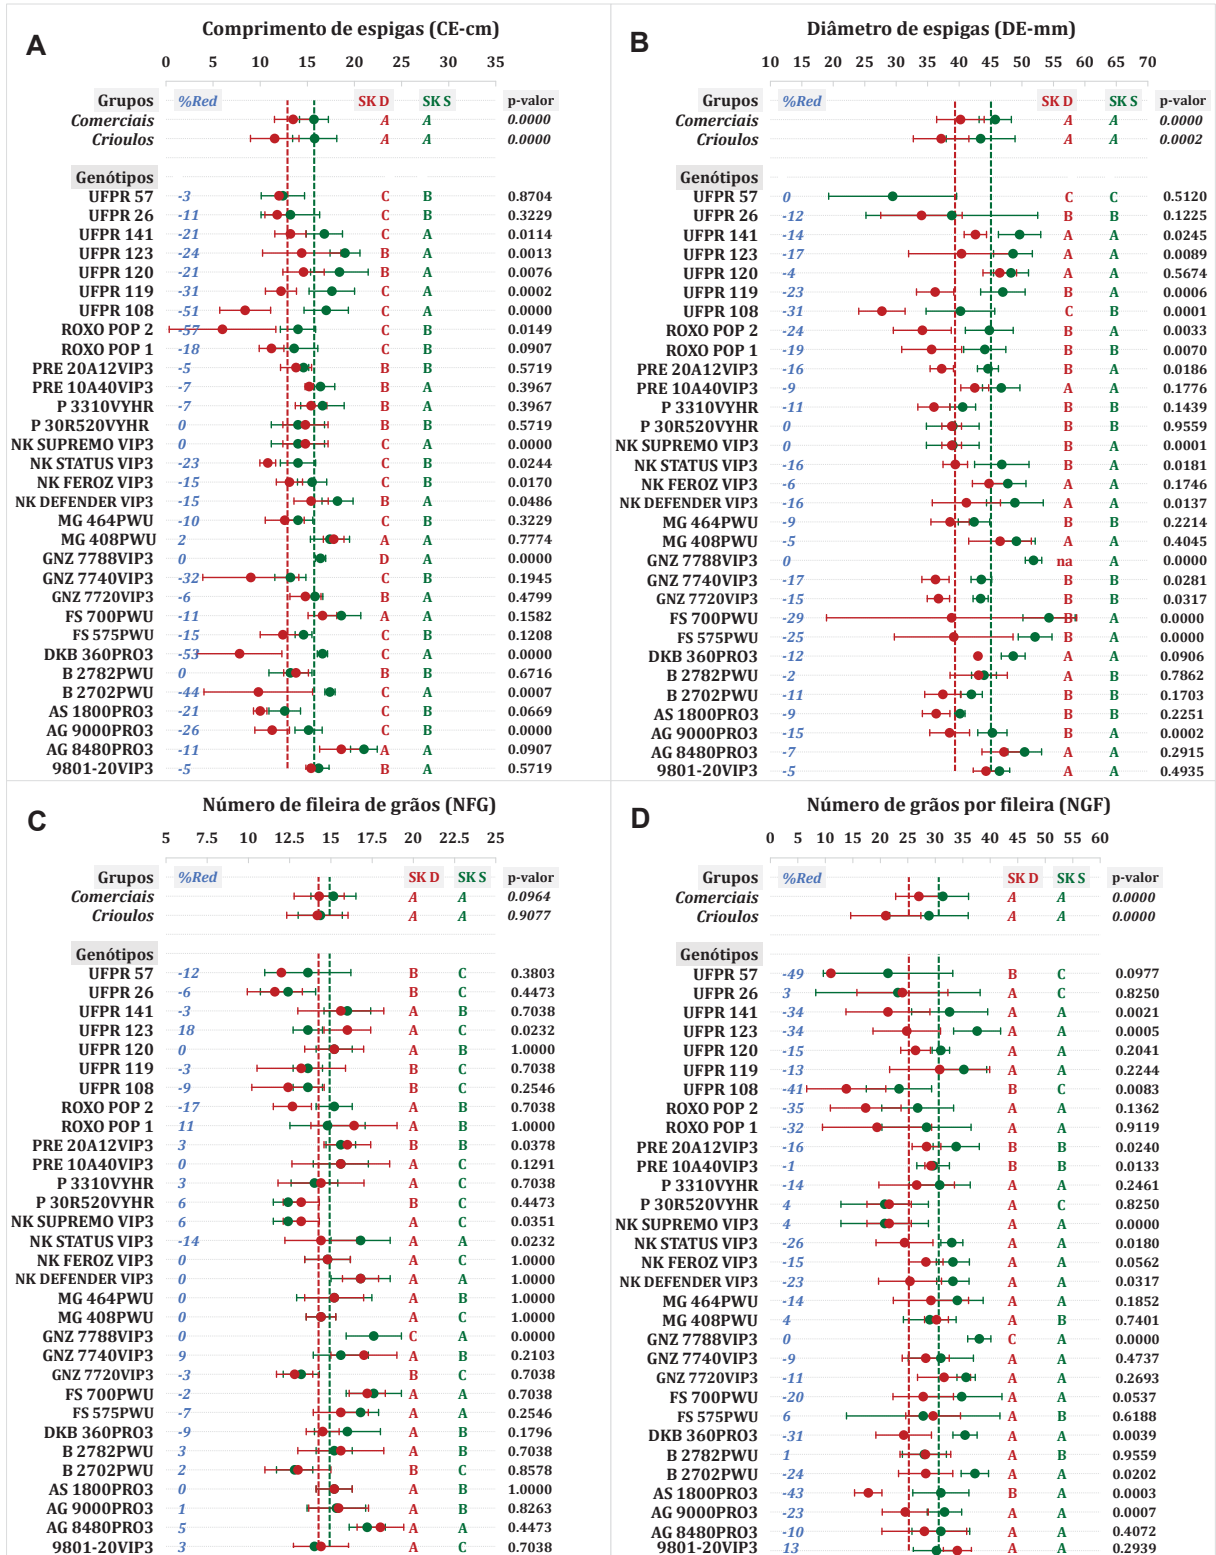 A
Comprimento de espigas (CE-cm)
0 5 10 15 20 25 30 35
Grupos %Red SK D SK S p-valor
Comerciais A A 0.0000
Crioulos A A 0.0000
Genótipos
UFPR 57 -3 C B 0.8704
UFPR 26 -11 C B 0.3229
UFPR 141 -21 C A 0.0114
UFPR 123 -24 B A 0.0013
UFPR 120 -21 B A 0.0076
UFPR 119 -31 C A 0.0002
UFPR 108 -51 C A 0.0000
ROXO POP 2 -57 C B 0.0149
ROXO POP 1 -18 C B 0.0907
PRE 20A12VIP3 -5 B B 0.5719
PRE 10A40VIP3 -7 B A 0.3967
P 3310VYHR -7 B A 0.3967
P 30R520VYHR 0 C B 0.5719
NK SUPREMO VIP3 0 C A 0.0000
NK STATUS VIP3 -23 C B 0.0244
NK FEROZ VIP3 -15 C B 0.0170
NK DEFENDER VIP3 -15 B A 0.0486
MG 464PWU -10 C B 0.3229
MG 408PWU 2 A A 0.7774
GNZ 7788VIP3 0 D A 0.0000
GNZ 7740VIP3 -32 C B 0.1945
GNZ 7720VIP3 -6 B B 0.4799
FS 700PWU -11 A A 0.1582
FS 575PWU -15 C B 0.1208
DKB 360PRO3 -53 C A 0.0000
B 2782PWU 0 B B 0.6716
B 2702PWU -44 C A 0.0007
AS 1800PRO3 -21 C B 0.0669
AG 9000PRO3 -26 C B 0.0000
AG 8480PRO3 -11 A A 0.0907
9801-20VIP3 -5 B A 0.5719
B
Diâmetro de espigas (DE-mm)
10 15 20 25 30 35 40 45 50 55 60 65 70
Grupos %Red SK D SK S p-valor
Comerciais A A 0.0000
Crioulos A A 0.0002
Genótipos
UFPR 57 0 C C 0.5120
UFPR 26 -12 B B 0.1225
UFPR 141 -14 A A 0.0245
UFPR 123 -17 A A 0.0089
UFPR 120 -4 A A 0.5674
UFPR 119 -23 B A 0.0006
UFPR 108 -31 C B 0.0001
ROXO POP 2 -24 B A 0.0033
ROXO POP 1 -19 B B 0.0070
PRE 20A12VIP3 -16 B A 0.0186
PRE 10A40VIP3 -9 A A 0.1776
P 3310VYHR -11 B B 0.1439
P 30R520VYHR 0 B B 0.9559
NK SUPREMO VIP3 0 B A 0.0001
NK STATUS VIP3 -16 B A 0.0181
NK FEROZ VIP3 -6 A A 0.1746
NK DEFENDER VIP3 -16 A A 0.0137
MG 464PWU -9 B B 0.2214
MG 408PWU -5 A A 0.4045
GNZ 7788VIP3 0 na A 0.0000
GNZ 7740VIP3 -17 B B 0.0281
GNZ 7720VIP3 -15 B B 0.0317
FS 700PWU -29 B A 0.0000
FS 575PWU -25 B A 0.0000
DKB 360PRO3 -12 A A 0.0906
B 2782PWU -2 A A 0.7862
B 2702PWU -11 B B 0.1703
AS 1800PRO3 -9 B B 0.2251
AG 9000PRO3 -15 B A 0.0002
AG 8480PRO3 -7 A A 0.2915
9801-20VIP3 -5 A A 0.4935
C
Número de fileira de grãos (NFG)
5 7.5 10 12.5 15 17.5 20 22.5 25
Grupos %Red SK D SK S p-valor
Comerciais A A 0.0964
Crioulos A A 0.9077
Genótipos
UFPR 57 -12 B C 0.3803
UFPR 26 -6 B C 0.4473
UFPR 141 -3 A B 0.7038
UFPR 123 18 A C 0.0232
UFPR 120 0 A B 1.0000
UFPR 119 -3 B C 0.7038
UFPR 108 -9 B C 0.2546
ROXO POP 2 -17 A B 0.7038
ROXO POP 1 11 A B 1.0000
PRE 20A12VIP3 3 B B 0.0378
PRE 10A40VIP3 0 A C 0.1291
P 3310VYHR 3 A C 0.7038
P 30R520VYHR 6 B C 0.4473
NK SUPREMO VIP3 6 A C 0.0351
NK STATUS VIP3 -14 A A 0.0232
NK FEROZ VIP3 0 A C 1.0000
NK DEFENDER VIP3 0 A A 1.0000
MG 464PWU 0 A B 1.0000
MG 408PWU 0 A C 1.0000
GNZ 7788VIP3 0 C A 0.0000
GNZ 7740VIP3 9 A B 0.2103
GNZ 7720VIP3 -3 B C 0.7038
FS 700PWU -2 A A 0.7038
FS 575PWU -7 A A 0.2546
DKB 360PRO3 -9 A B 0.1796
B 2782PWU 3 A B 0.7038
B 2702PWU 2 B C 0.8578
AS 1800PRO3 0 A B 1.0000
AG 9000PRO3 1 A B 0.8263
AG 8480PRO3 5 A A 0.4473
9801-20VIP3 3 A C 0.7038
D
Número de grãos por fileira (NGF)
0 5 10 15 20 25 30 35 40 45 50 55 60
Grupos %Red SK D SK S p-valor
Comerciais A A 0.0000
Crioulos A A 0.0000
Genótipos
UFPR 57 -49 B C 0.0977
UFPR 26 3 A C 0.8250
UFPR 141 -34 A A 0.0021
UFPR 123 -34 A A 0.0005
UFPR 120 -15 A A 0.2041
UFPR 119 -13 A A 0.2244
UFPR 108 -41 B C 0.0083
ROXO POP 2 -35 A A 0.1362
ROXO POP 1 -32 A A 0.9119
PRE 20A12VIP3 -16 B B 0.0240
PRE 10A40VIP3 -1 B B 0.0133
P 3310VYHR -14 A A 0.2461
P 30R520VYHR 4 A C 0.8250
NK SUPREMO VIP3 4 A A 0.0000
NK STATUS VIP3 -26 A A 0.0180
NK FEROZ VIP3 -15 A A 0.0562
NK DEFENDER VIP3 -23 A A 0.0317
MG 464PWU -14 A A 0.1852
MG 408PWU 4 A A 0.7401
GNZ 7788VIP3 0 C A 0.0000
GNZ 7740VIP3 -9 A A 0.4737
GNZ 7720VIP3 -11 A A 0.2693
FS 700PWU -20 A A 0.0537
FS 575PWU 6 A B 0.6188
DKB 360PRO3 -31 A A 0.0039
B 2782PWU 1 A B 0.9559
B 2702PWU -24 A A 0.0202
AS 1800PRO3 -43 B A 0.0003
AG 9000PRO3 -23 A A 0.0007
AG 8480PRO3 -10 A A 0.4072
9801-20VIP3 13 A A 0.2939